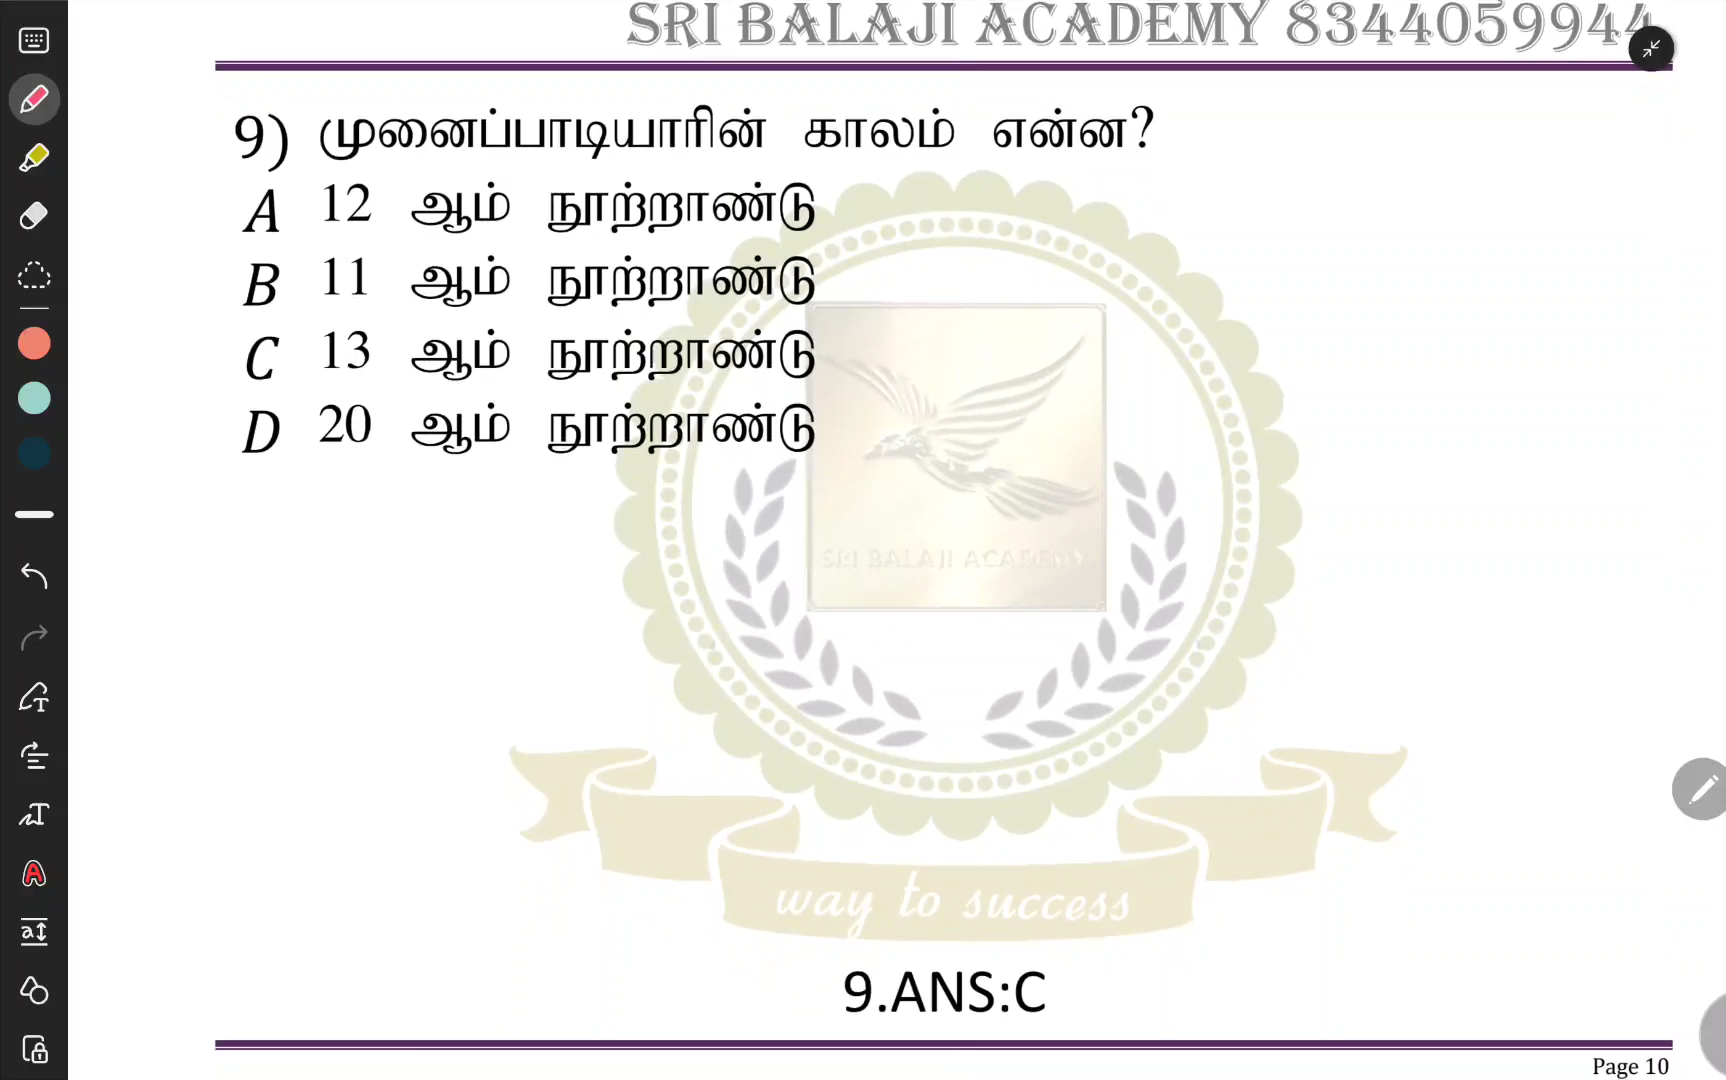 SRI BALAJI ACADEMY 8344059944
9) முனைப்பாடியாரின் காலம் என்ன?
A 12 ஆம் நூற்றாண்டு
B 11 ஆம் நூற்றாண்டு
C 13 ஆம் நூற்றாண்டு
D 20 ஆம் நூற்றாண்டு
SRI BALAJI ACADEMY
way to success
9.ANS:C
Page 10